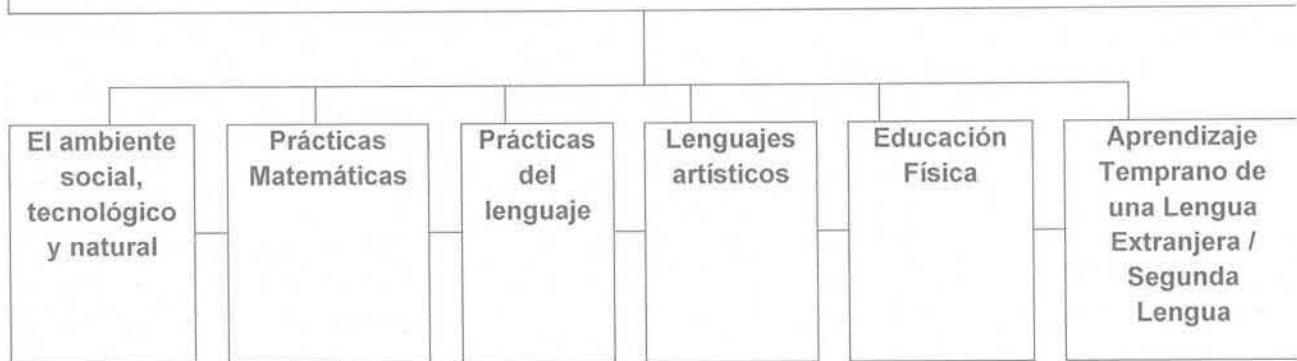 El ambiente
social,
tecnológico
y natural
Prácticas
Matemáticas
Prácticas
del
lenguaje
Lenguajes
artísticos
Educación
Física
Aprendizaje
Temprano de
una Lengua
Extranjera /
Segunda
Lengua